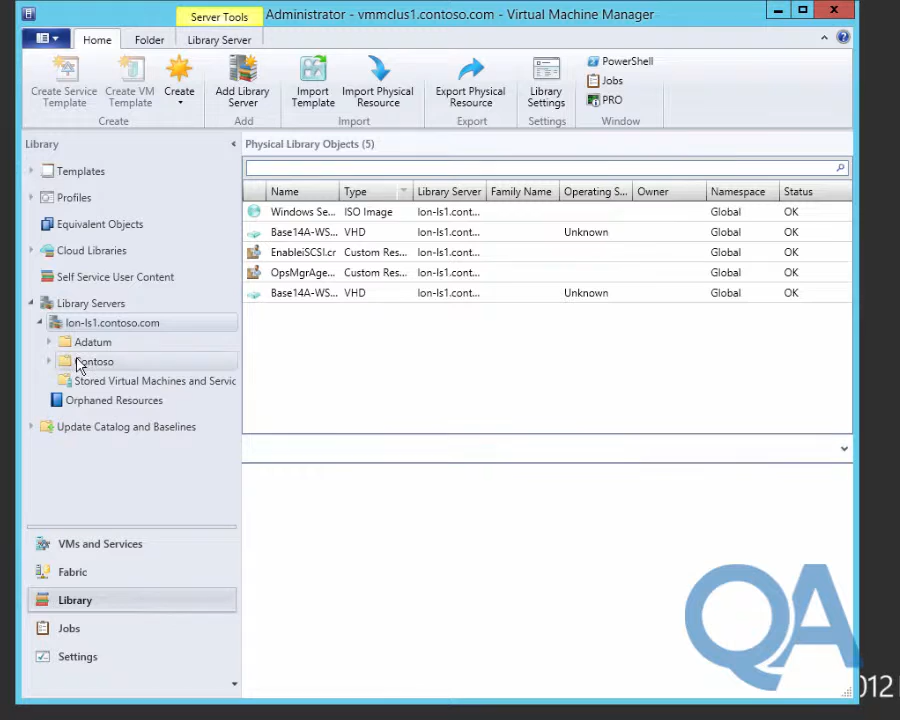 Server Tools
Administrator - vmmclus1.contoso.com - Virtual Machine Manager
Home
Folder
Library Server
Create Service Template
Create VM Template
Create
Add Library Server
Import Template
Import Physical Resource
Export Physical Resource
Library Settings
PowerShell
Jobs
PRO
Create
Add
Import
Export
Settings
Window
Library
Templates
Profiles
Equivalent Objects
Cloud Libraries
Self Service User Content
Library Servers
lon-ls1.contoso.com
Adatum
Contoso
Stored Virtual Machines and Servic
Orphaned Resources
Update Catalog and Baselines
VMs and Services
Fabric
Library
Jobs
Settings
Physical Library Objects (5)
Name Type Library Server Family Name Operating S... Owner Namespace Status
Windows Se... ISO Image lon-ls1.cont... Global OK
Base14A-WS... VHD lon-ls1.cont... Unknown Global OK
EnableiSCSI.cr Custom Res... lon-ls1.cont... Global OK
OpsMgrAge... Custom Res... lon-ls1.cont... Global OK
Base14A-WS... VHD lon-ls1.cont... Unknown Global OK
QA
012